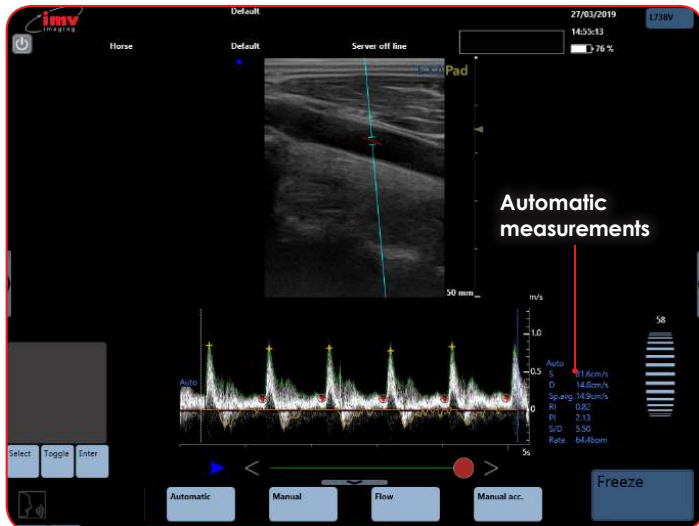 imv
imaging
Default
27/03/2019
L738V
14:55:13
76 %
Horse
Default
Server off line
Pad
50 mm
Automatic
measurements
m/s
1.0
0.5
0
5s
58
Auto
Auto
S 81.6cm/s
D 14.6cm/s
Sp.avg. 14.9cm/s
RI 0.82
PI 2.13
S/D 5.50
Rate 64.4bpm
Select
Toggle
Enter
Automatic
Manual
Flow
Manual acc.
Freeze